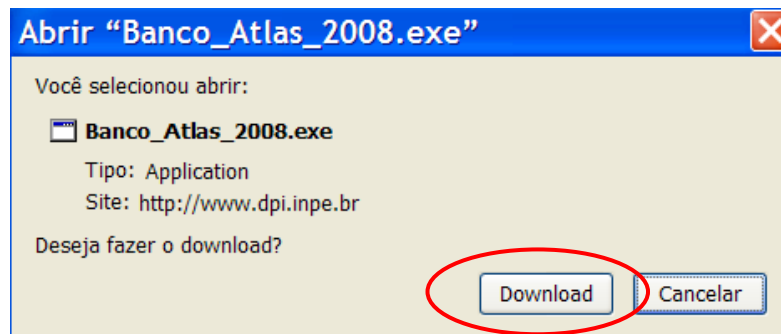 Abrir “Banco_Atlas_2008.exe”
Você selecionou abrir:
Banco_Atlas_2008.exe
Tipo: Application
Site: http://www.dpi.inpe.br
Deseja fazer o download?
Download Cancelar